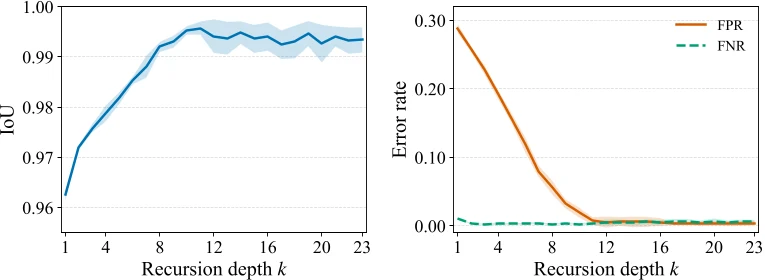 1.00
0.99
0.98
0.97
0.96
IoU
1 4 8 12 16 20 23
Recursion depth k
0.30
0.20
0.10
0.00
Error rate
FPR
FNR
1 4 8 12 16 20 23
Recursion depth k